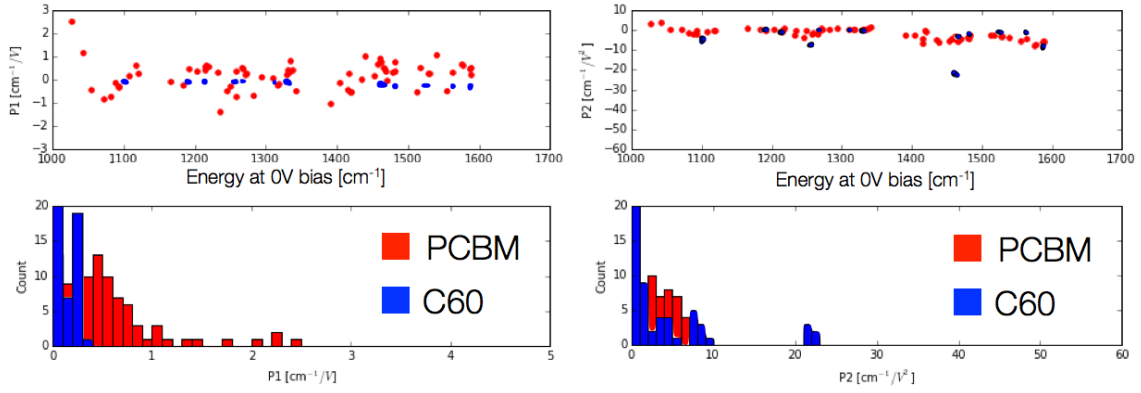 P1 [cm⁻¹/V]
3
2
1
0
−1
−2
−3
1000 1100 1200 1300 1400 1500 1600 1700
Energy at 0V bias [cm⁻¹]
P2 [cm⁻¹/V²]
10
0
−10
−20
−30
−40
−50
−60
1000 1100 1200 1300 1400 1500 1600 1700
Energy at 0V bias [cm⁻¹]
Count
20
15
10
5
0
PCBM
C60
0 1 2 3 4 5
P1 [cm⁻¹/V]
Count
20
15
10
5
0
PCBM
C60
0 10 20 30 40 50 60
P2 [cm⁻¹/V²]